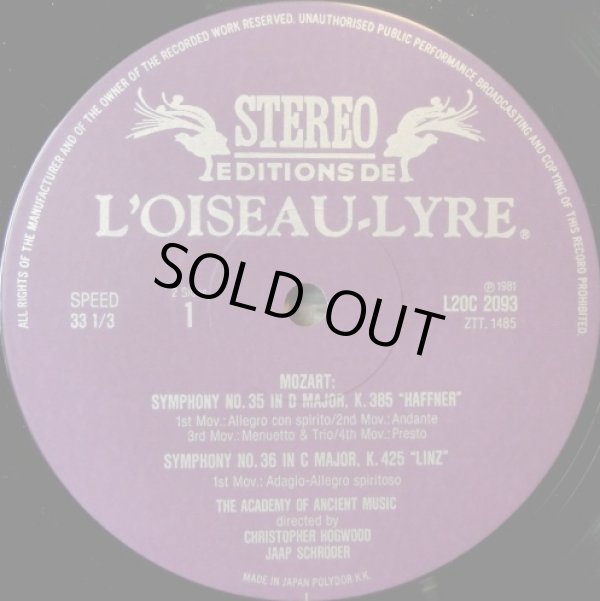 ALL RIGHTS OF THE MANUFACTURER AND OF THE OWNER OF THE RECORDED WORK RESERVED. UNAUTHORISED PUBLIC PERFORMANCE BROADCASTING AND COPYING OF THIS RECORD PROHIBITED.
STEREO
EDITIONS DE
L'OISEAU-LYRE®
SPEED
33 1/3
1
℗ 1981
L20C 2093
ZTT. 1485
SOLD OUT
MOZART:
SYMPHONY NO. 35 IN D MAJOR, K. 385 "HAFFNER"
1st Mov.: Allegro con spirito/2nd Mov.: Andante
3rd Mov.: Menuetto & Trio/4th Mov.: Presto
SYMPHONY NO. 36 IN C MAJOR, K. 425 "LINZ"
1st Mov.: Adagio-Allegro spiritoso
THE ACADEMY OF ANCIENT MUSIC
directed by
CHRISTOPHER HOGWOOD
JAAP SCHRÖDER
MADE IN JAPAN POLYDOR K.K.